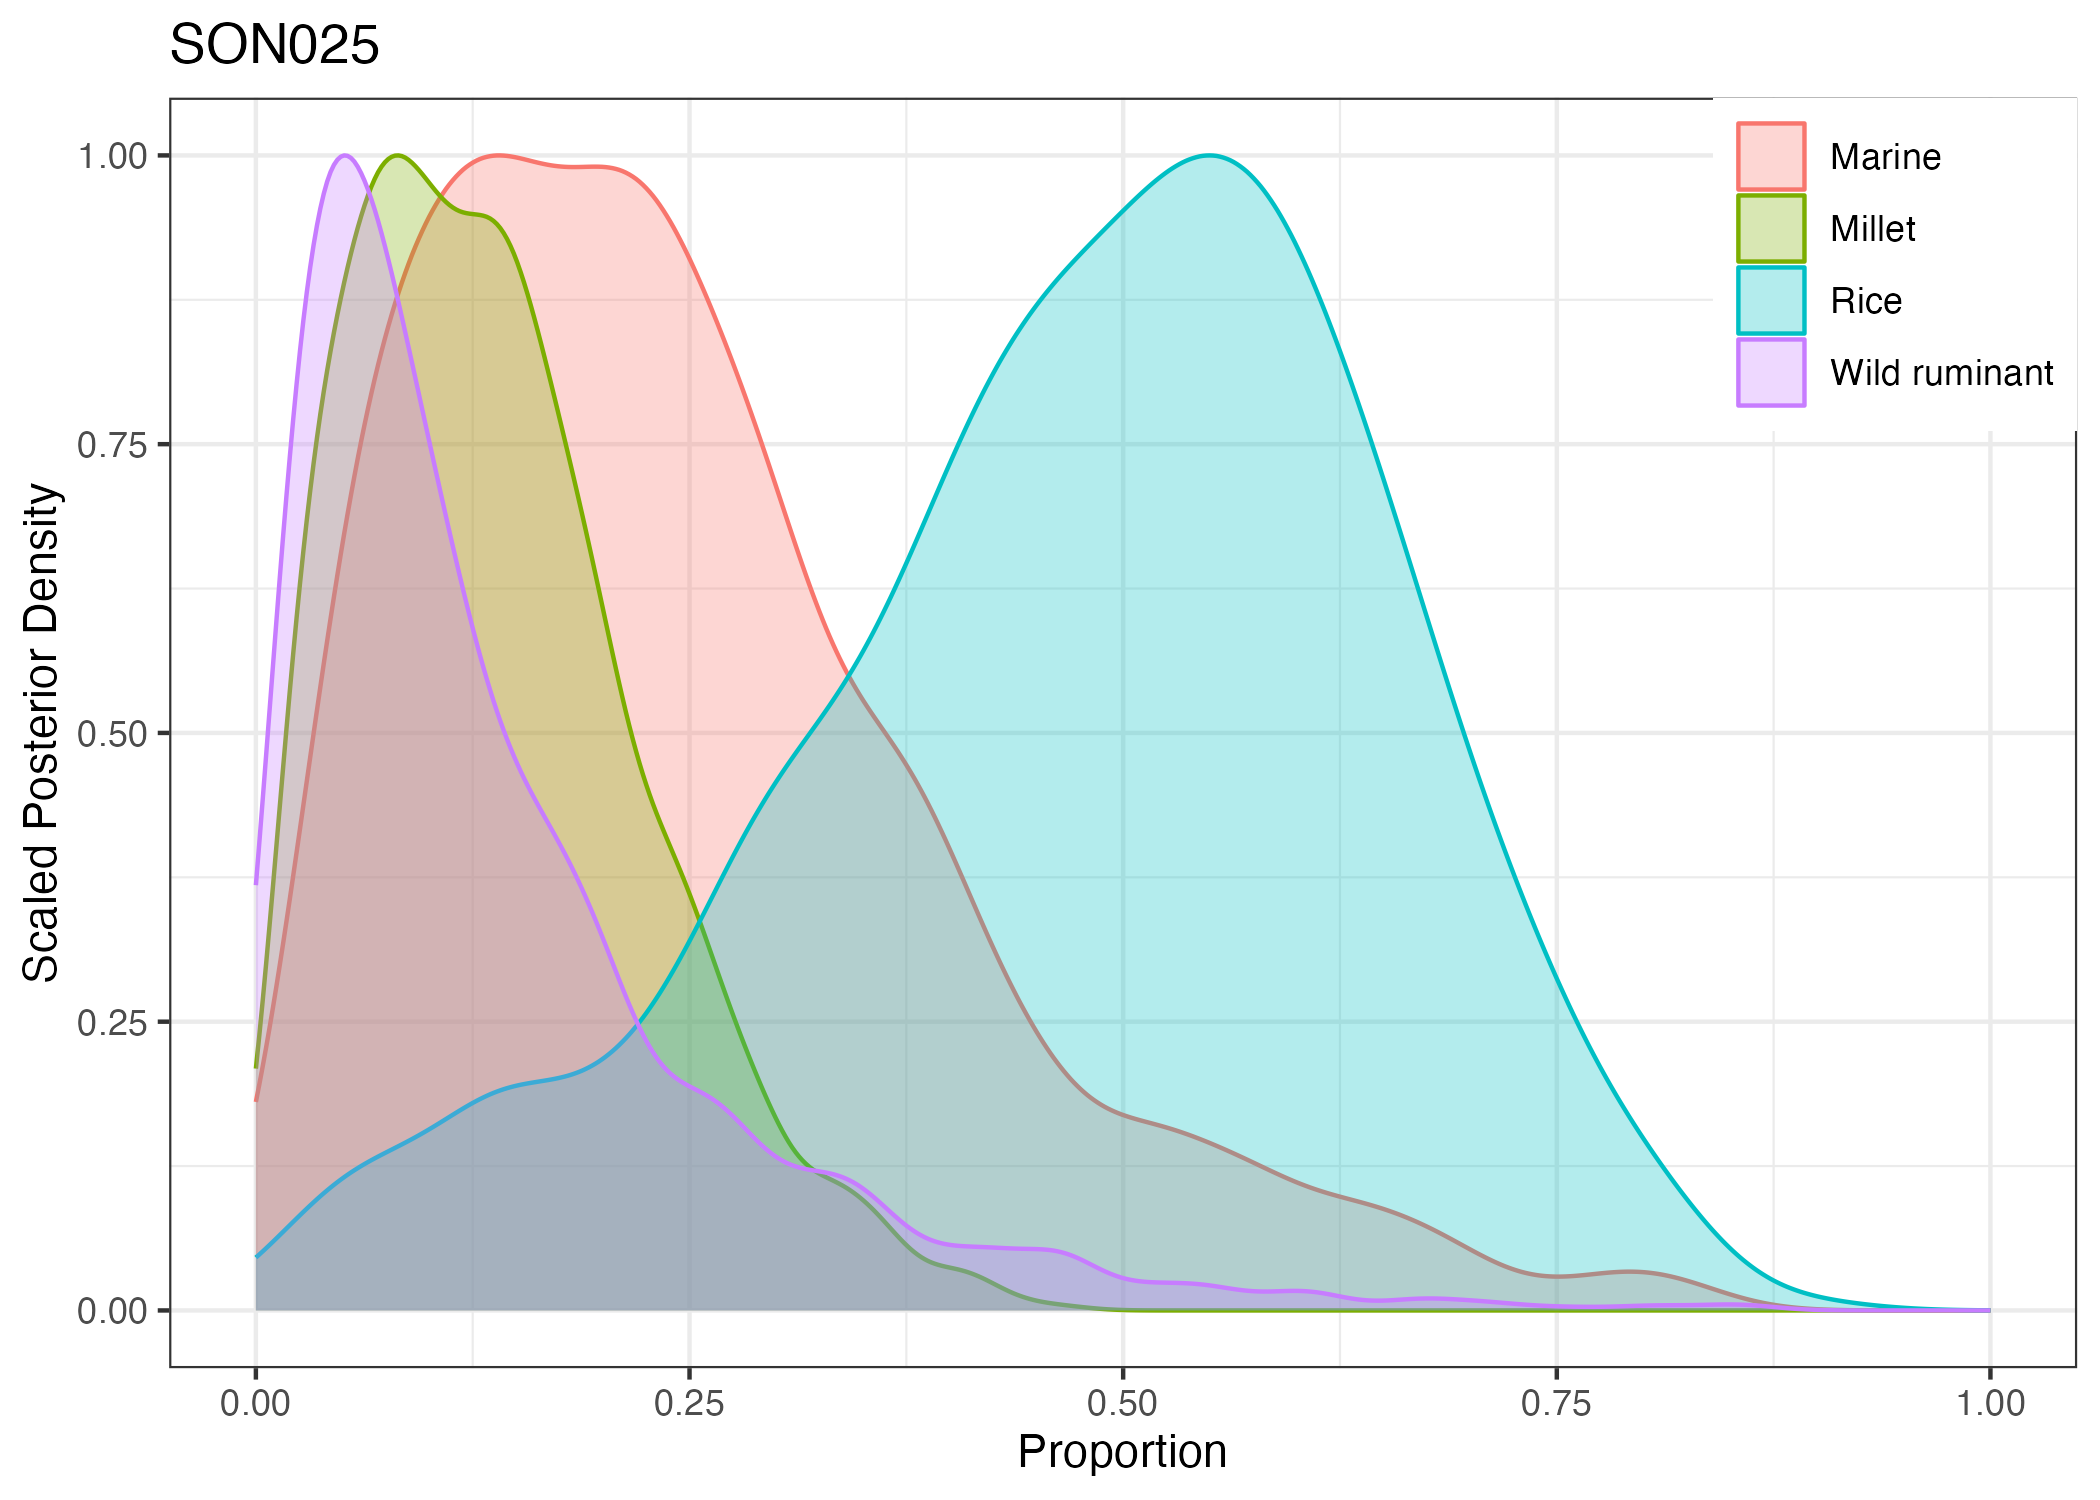 SON025
Marine
Millet
Rice
Wild ruminant
Scaled Posterior Density
1.00
0.75
0.50
0.25
0.00
0.00 0.25 0.50 0.75 1.00
Proportion